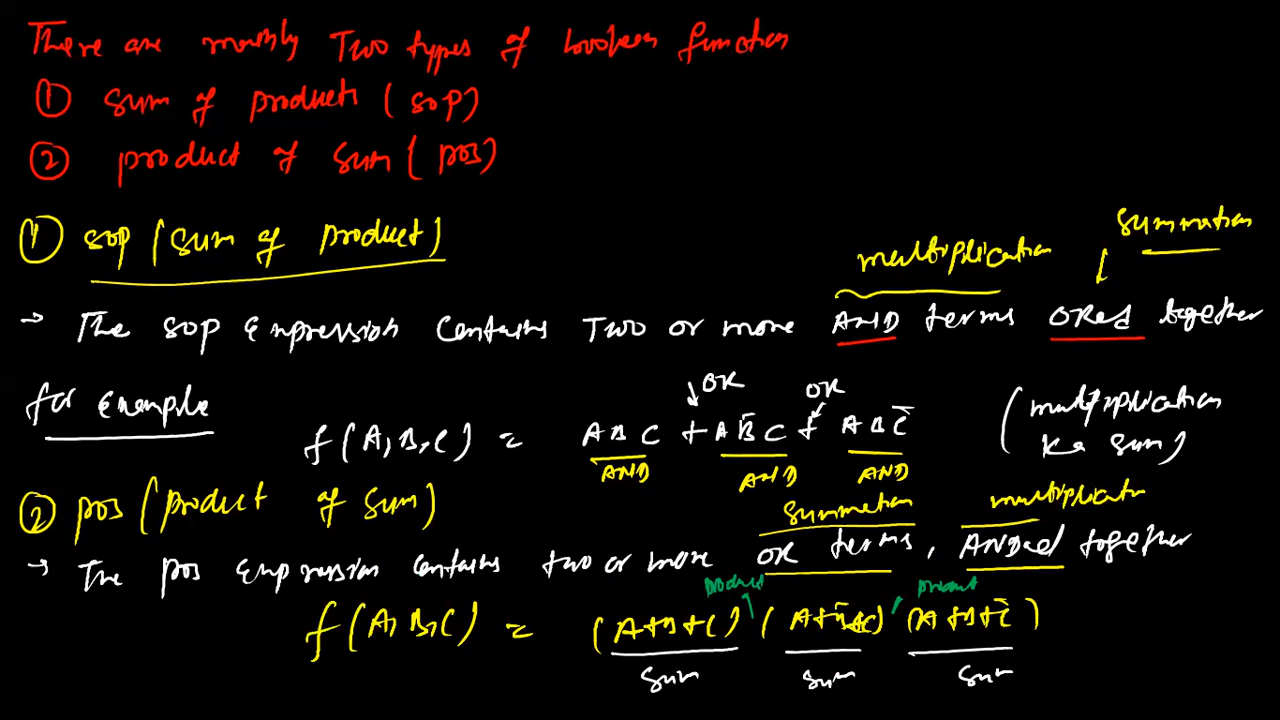 There are mainly Two types of boolean function
① Sum of products (SOP)
② product of Sum (POS)
① SOP (Sum of product)
multiplication summation
→ The SOP Expression contains Two or more AND terms ORed together
for Example
OR OR
f(A,B,C) = ABC + AB̄C + ABC̄ (multiplication
ka sum)
AND AND AND
② POS (product of Sum)
summation multiplicatn
→ The POS Expression contains two or more OR terms, ANDed together
product product
f(A,B,C) = (A+B+C) (A+B̄+C) (A+B+C̄)
Sum Sum Sum